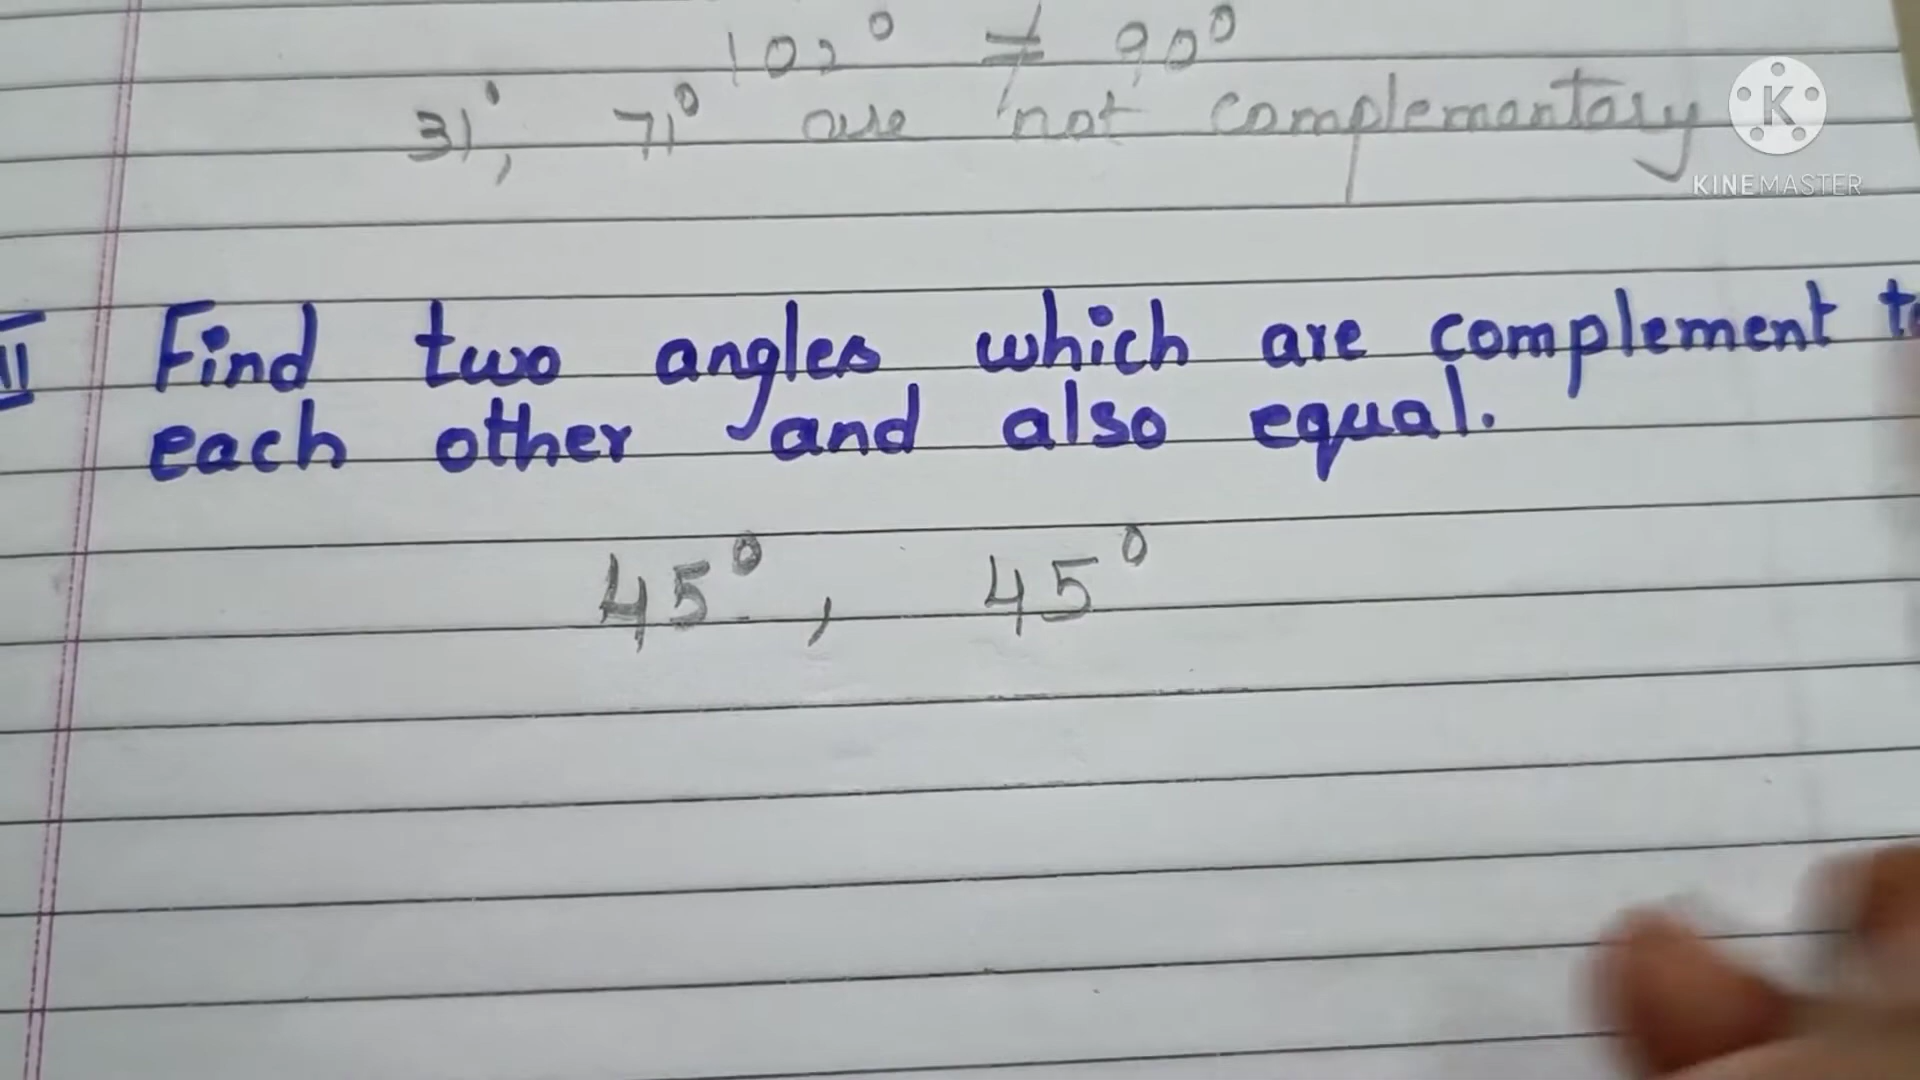 102° ≠ 90°
31°, 71° are not complementary
KINEMASTER
II Find two angles which are complement to
each other and also equal.
45°, 45°